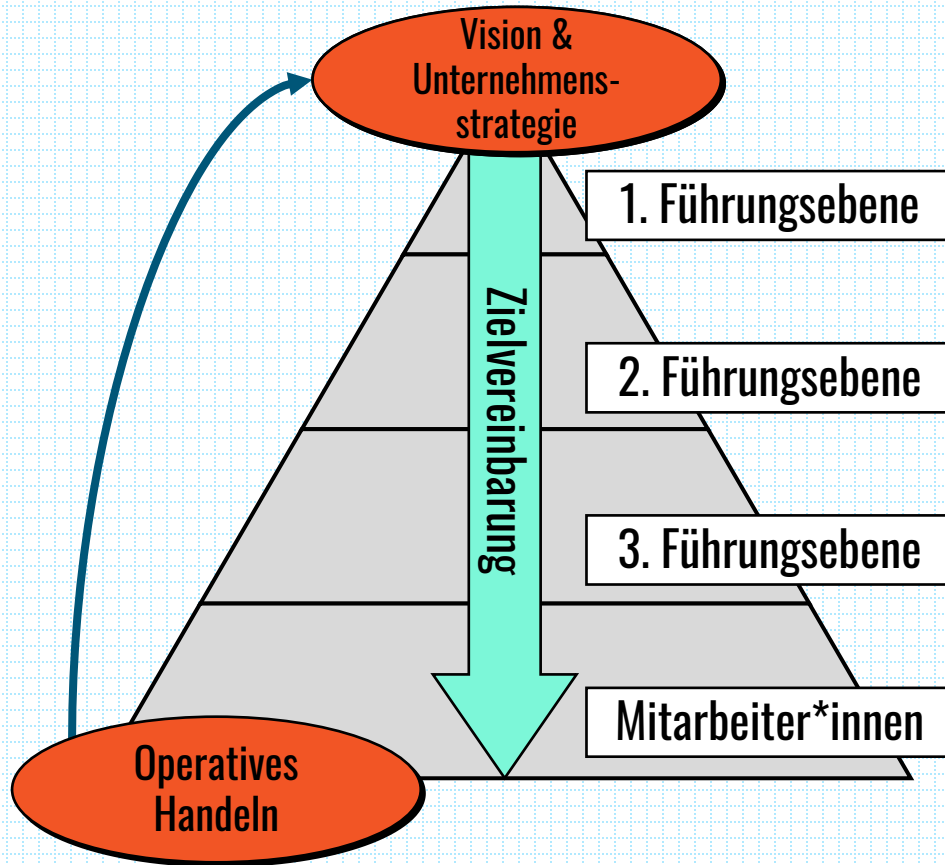 Vision &
Unternehmens-
strategie
1. Führungsebene
Zielvereinbarung
2. Führungsebene
3. Führungsebene
Mitarbeiter*innen
Operatives
Handeln